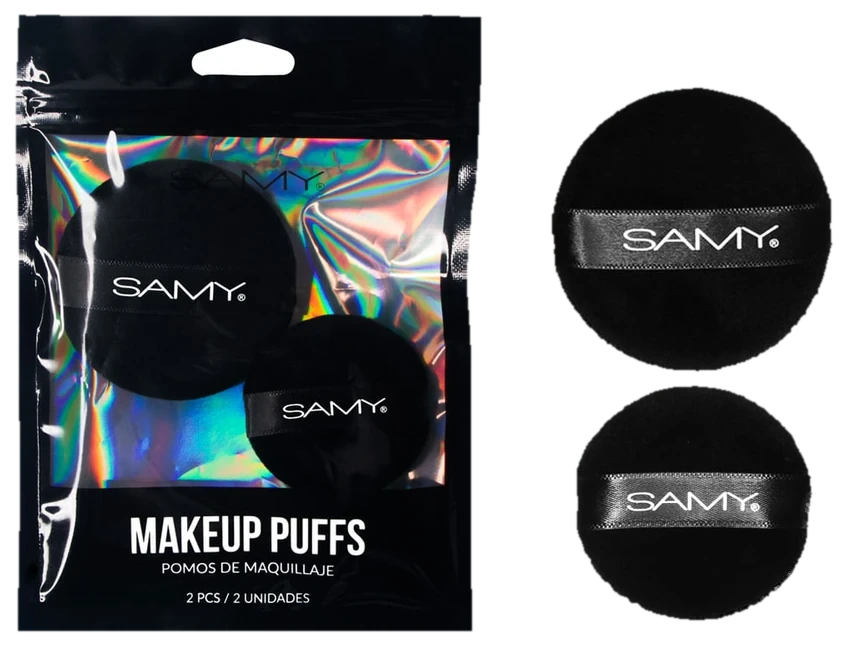 SAMY®
SAMY®
SAMY®
MAKEUP PUFFS
POMOS DE MAQUILLAJE
2 PCS / 2 UNIDADES
SAMY®
SAMY®